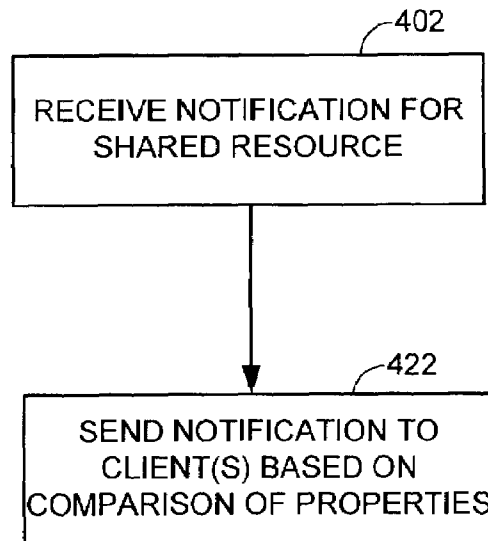 402
RECEIVE NOTIFICATION FOR
SHARED RESOURCE
422
SEND NOTIFICATION TO
CLIENT(S) BASED ON
COMPARISON OF PROPERTIES